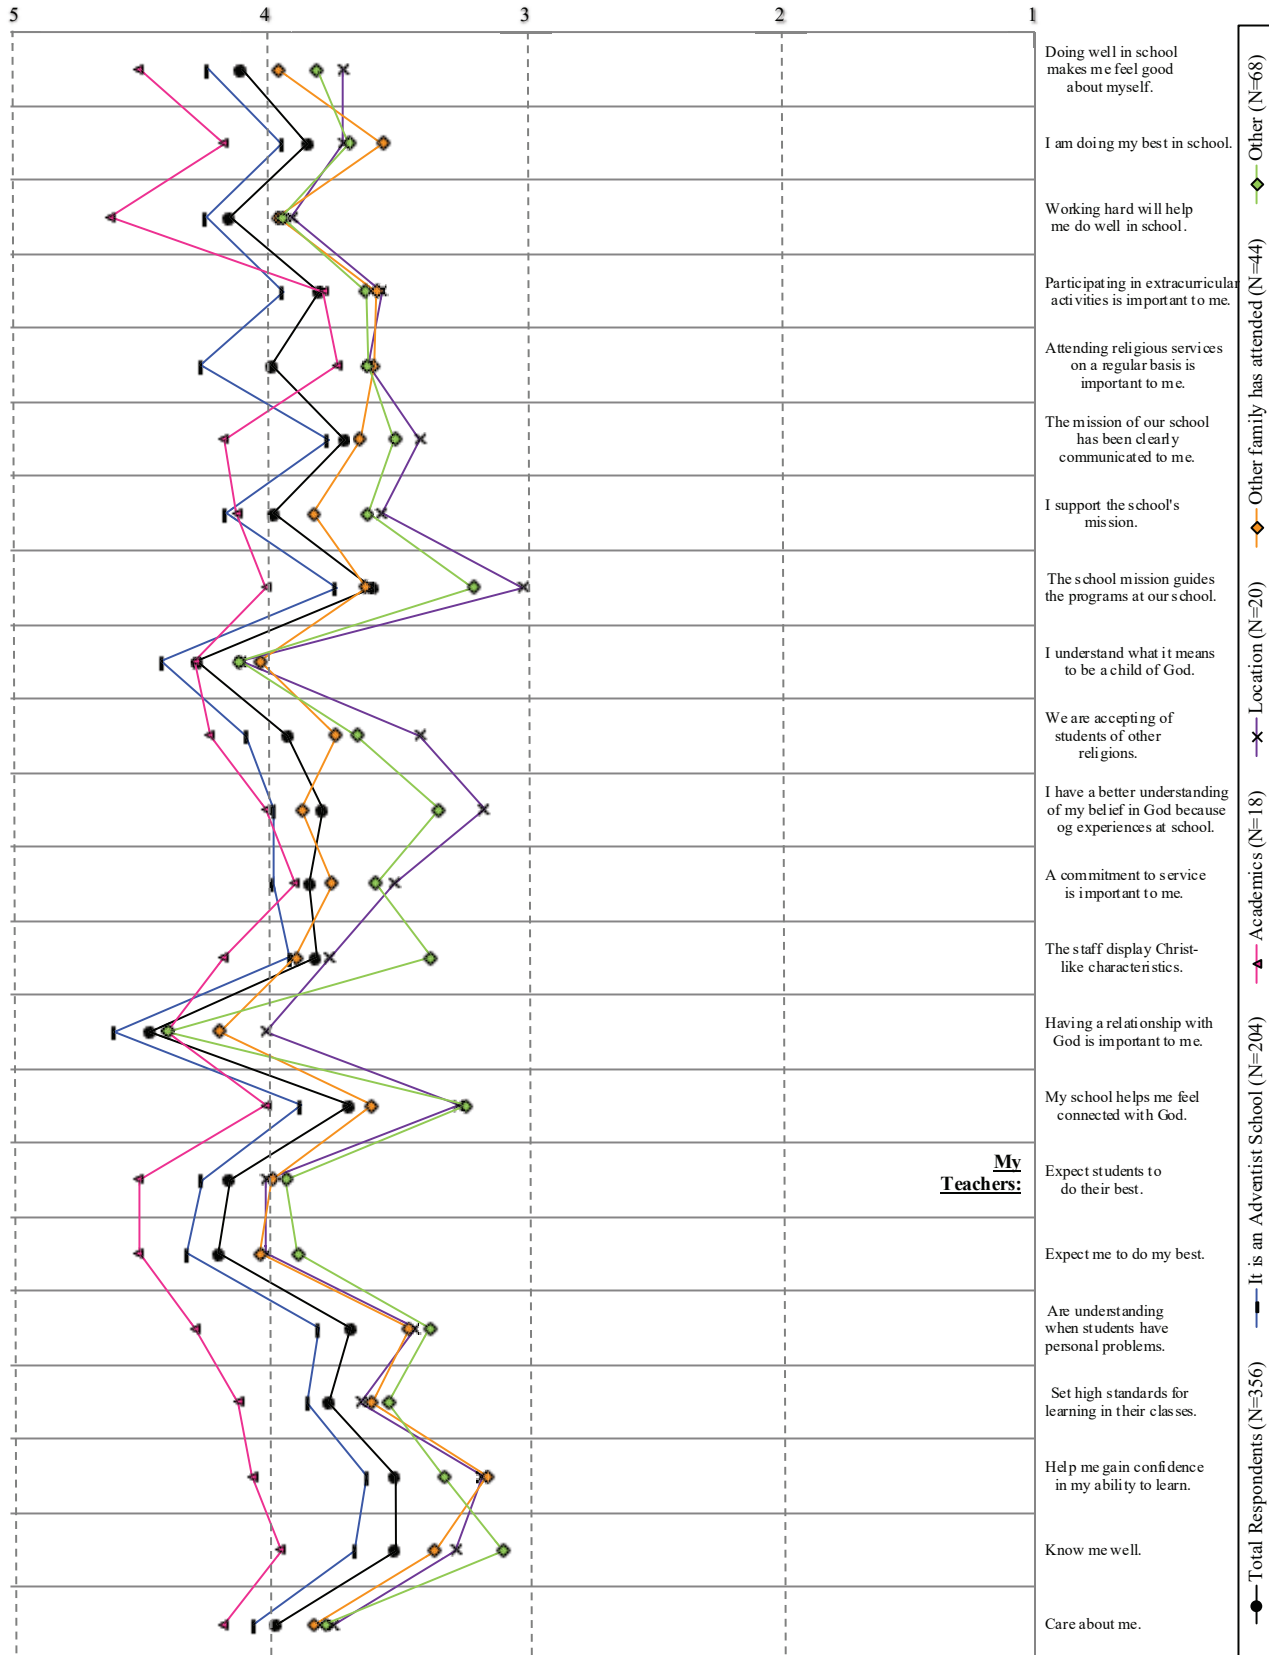 5 4 3 2 1
Doing well in school
makes me feel good
about myself.
I am doing my best in school.
Working hard will help
me do well in school.
Participating in extracurricular
activities is important to me.
Attending religious services
on a regular basis is
important to me.
The mission of our school
has been clearly
communicated to me.
I support the school's
mission.
The school mission guides
the programs at our school.
I understand what it means
to be a child of God.
We are accepting of
students of other
religions.
I have a better understanding
of my belief in God because
og experiences at school.
A commitment to service
is important to me.
The staff display Christ-
like characteristics.
Having a relationship with
God is important to me.
My school helps me feel
connected with God.
My
Teachers:
Expect students to
do their best.
Expect me to do my best.
Are understanding
when students have
personal problems.
Set high standards for
learning in their classes.
Help me gain confidence
in my ability to learn.
Know me well.
Care about me.
Total Respondents (N=356) It is an Adventist School (N=204) Academics (N=18) Location (N=20) Other family has attended (N=44) Other (N=68)